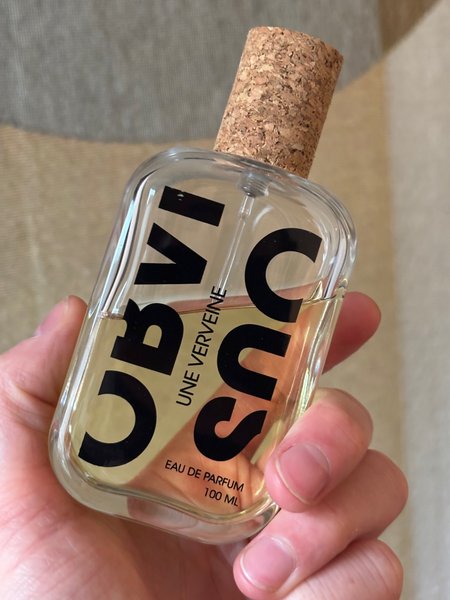 OBVI
UNE VERVEINE
OUS
EAU DE PARFUM
100 ML